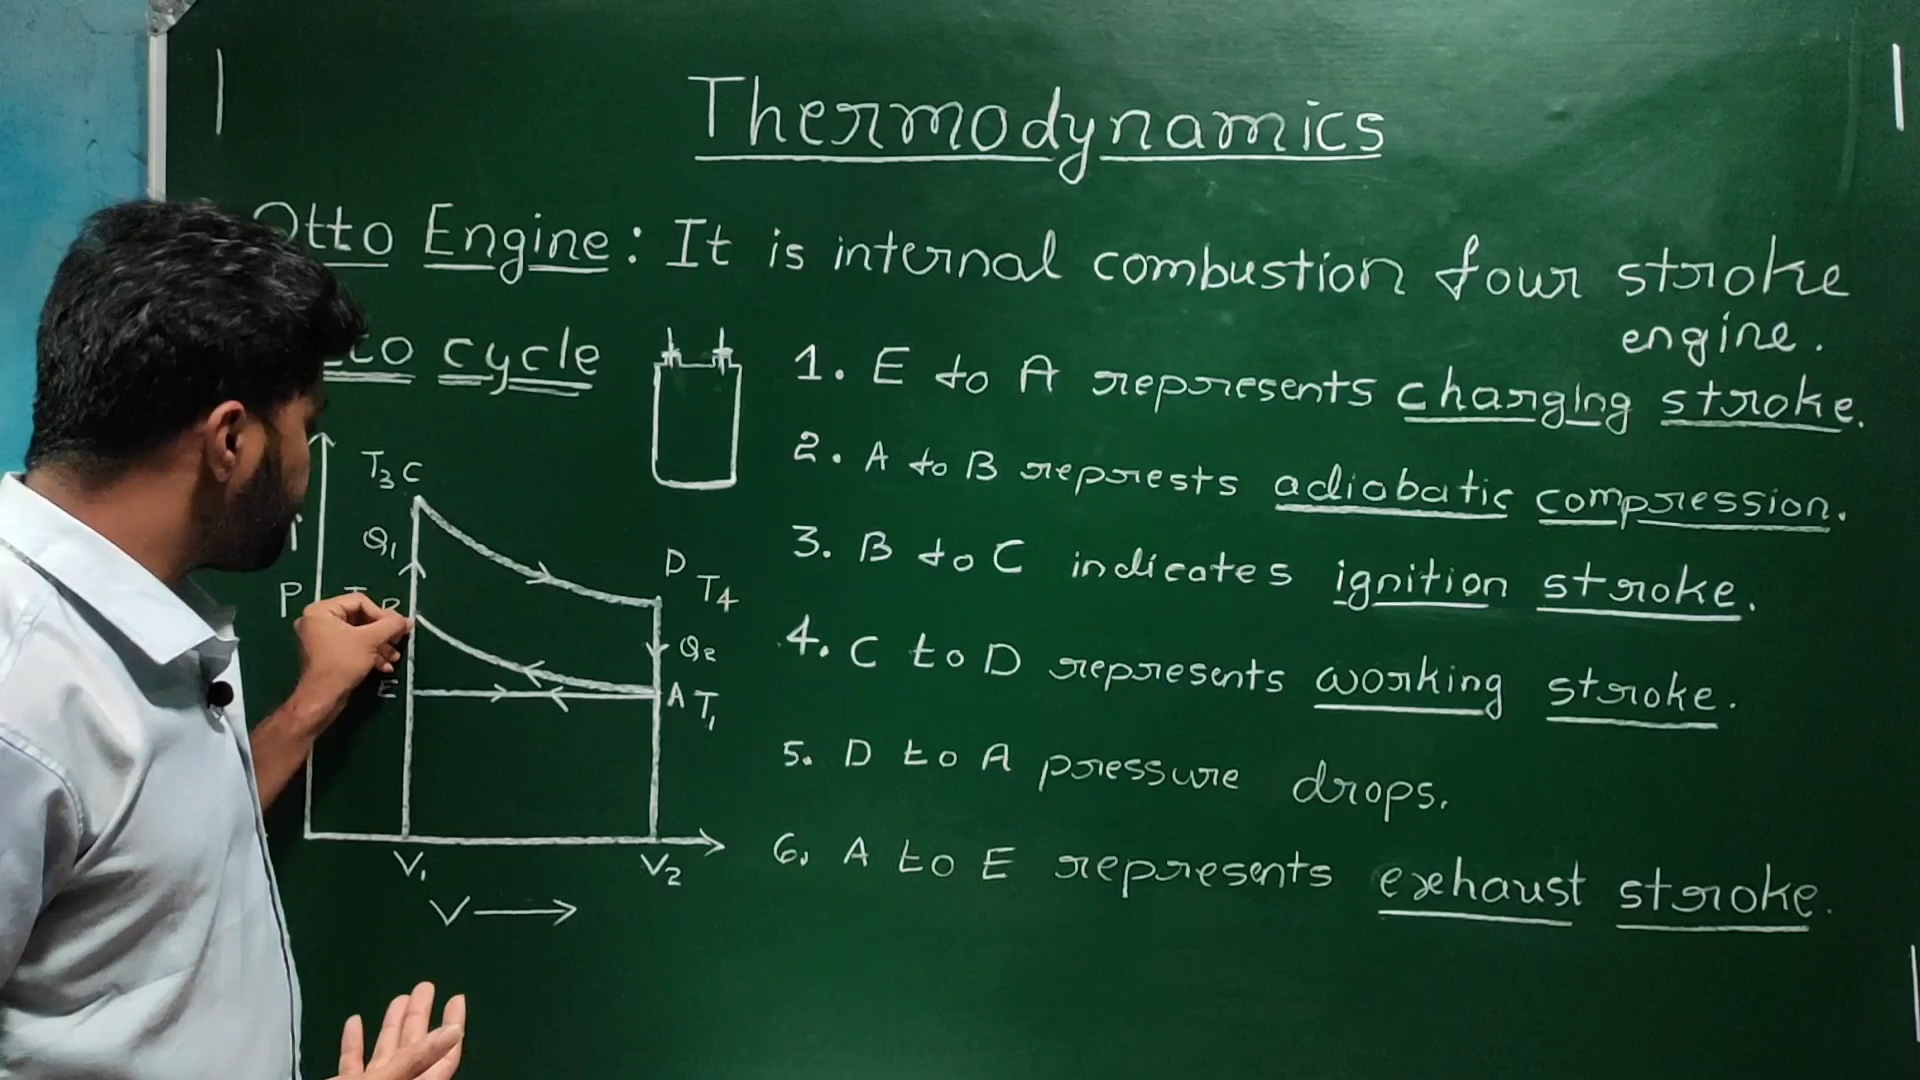 Thermodynamics
Otto Engine : It is internal combustion four stroke
engine.
cycle
1. E to A represents charging stroke.
2. A to B represts adiabatic compression.
3. B to C indicates ignition stroke.
4. C to D represents working stroke.
5. D to A pressure drops.
6. A to E represents exhaust stroke.
T3 C
Q1
D T4
P
B
Q2
E
A T1
V1
V2
V